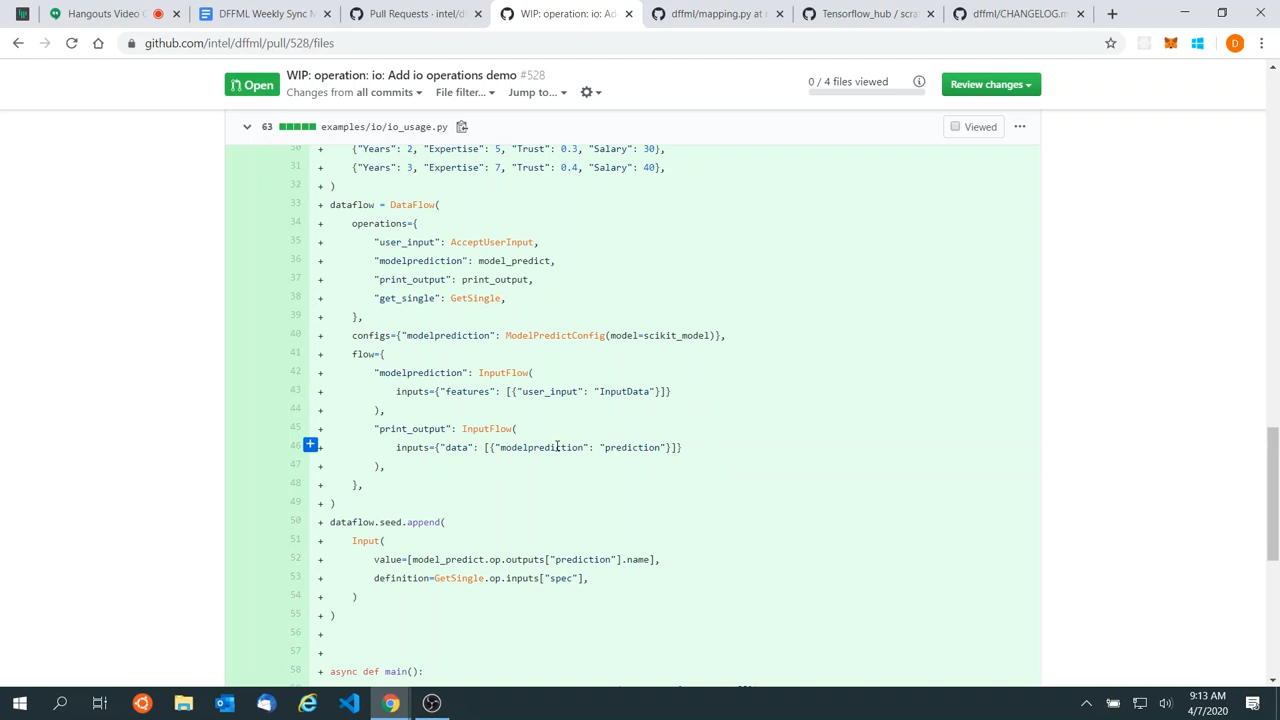 Hangouts Video C
DFFML Weekly Sync M
Pull Requests · intel/d
WIP: operation: io: Ad
dffml/mapping.py at
Tensorflow_hub / scra
dffml/CHANGELOG.m
github.com/intel/dffml/pull/528/files
D
Open
WIP: operation: io: Add io operations demo #528
Changes from all commits
File filter...
Jump to...
0 / 4 files viewed
Review changes
63 examples/io/io_usage.py
Viewed
30 + {"Years": 2, "Expertise": 5, "Trust": 0.3, "Salary": 30},
31 + {"Years": 3, "Expertise": 7, "Trust": 0.4, "Salary": 40},
32 + )
33 + dataflow = DataFlow(
34 + operations={
35 + "user_input": AcceptUserInput,
36 + "modelprediction": model_predict,
37 + "print_output": print_output,
38 + "get_single": GetSingle,
39 + },
40 + configs={"modelprediction": ModelPredictConfig(model=scikit_model)},
41 + flow={
42 + "modelprediction": InputFlow(
43 + inputs={"features": [{"user_input": "InputData"}]}
44 + ),
45 + "print_output": InputFlow(
46 + inputs={"data": [{"modelprediction": "prediction"}]}
47 + ),
48 + },
49 + )
50 + dataflow.seed.append(
51 + Input(
52 + value=[model_predict.op.outputs["prediction"].name],
53 + definition=GetSingle.op.inputs["spec"],
54 + )
55 + )
56 +
57 +
58 + async def main():
9:13 AM
4/7/2020